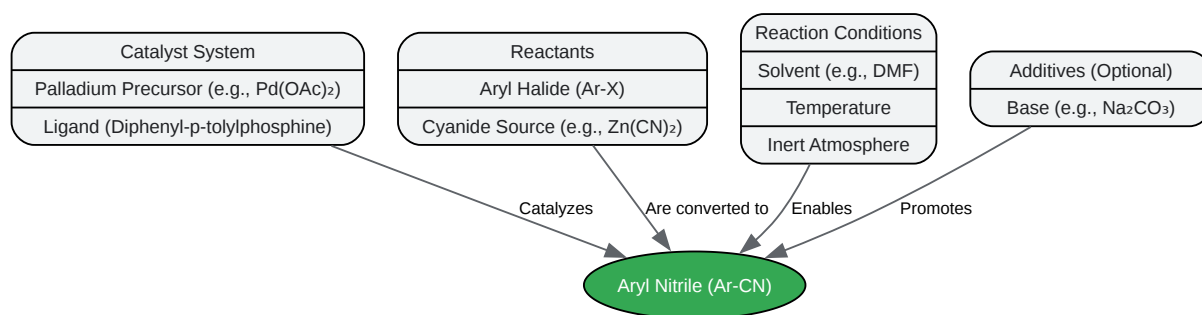 Catalyst System
Palladium Precursor (e.g., Pd(OAc)₂)
Ligand (Diphenyl-p-tolylphosphine)
Reactants
Aryl Halide (Ar-X)
Cyanide Source (e.g., Zn(CN)₂)
Reaction Conditions
Solvent (e.g., DMF)
Temperature
Inert Atmosphere
Additives (Optional)
Base (e.g., Na₂CO₃)
Catalyzes
Are converted to
Enables
Promotes
Aryl Nitrile (Ar-CN)